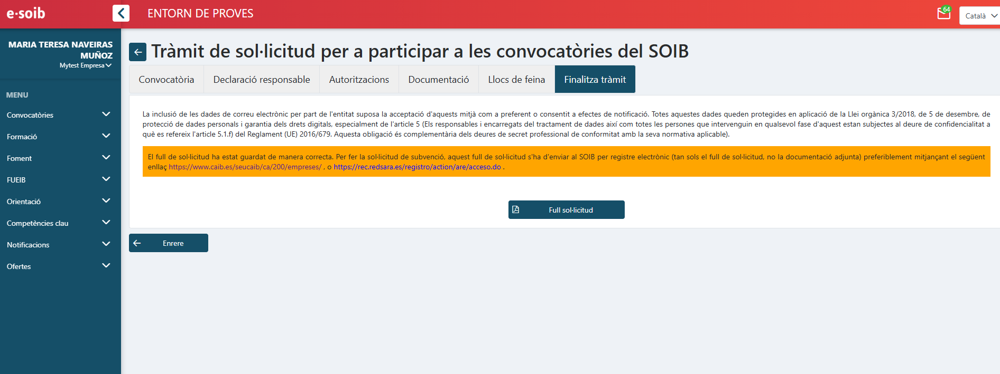 e·soib
ENTORN DE PROVES
64
Català
MARIA TERESA NAVEIRAS
MUÑOZ
Mytest Empresa
MENU
Convocatòries
Formació
Foment
FUEIB
Orientació
Competències clau
Notificacions
Ofertes
Tràmit de sol·licitud per a participar a les convocatòries del SOIB
Convocatòria
Declaració responsable
Autoritzacions
Documentació
Llocs de feina
Finalitza tràmit
La inclusió de les dades de correu electrònic per part de l'entitat suposa la acceptació d'aquests mitjà com a preferent o consentit a efectes de notificació. Totes aquestes dades queden protegides en aplicació de la Llei orgànica 3/2018, de 5 de desembre, de
protecció de dades personals i garantia dels drets digitals, especialment de l'article 5 (Els responsables i encarregats del tractament de dades així com totes les persones que intervenguin en qualsevol fase d'aquest estan subjectes al deure de confidencialitat a
què es refereix l'article 5.1.f) del Reglament (UE) 2016/679. Aquesta obligació és complementària dels deures de secret professional de conformitat amb la seva normativa aplicable).
El full de sol·licitud ha estat guardat de manera correcta. Per fer la sol·licitud de subvenció, aquest full de sol·licitud s'ha d'enviar al SOIB per registre electrònic (tan sols el full de sol·licitud, no la documentació adjunta) preferiblement mitjançant el següent
enllaç https://www.caib.es/seucaib/ca/200/empreses/ , o https://rec.redsara.es/registro/action/are/acceso.do .
Full sol·licitud
Enrere